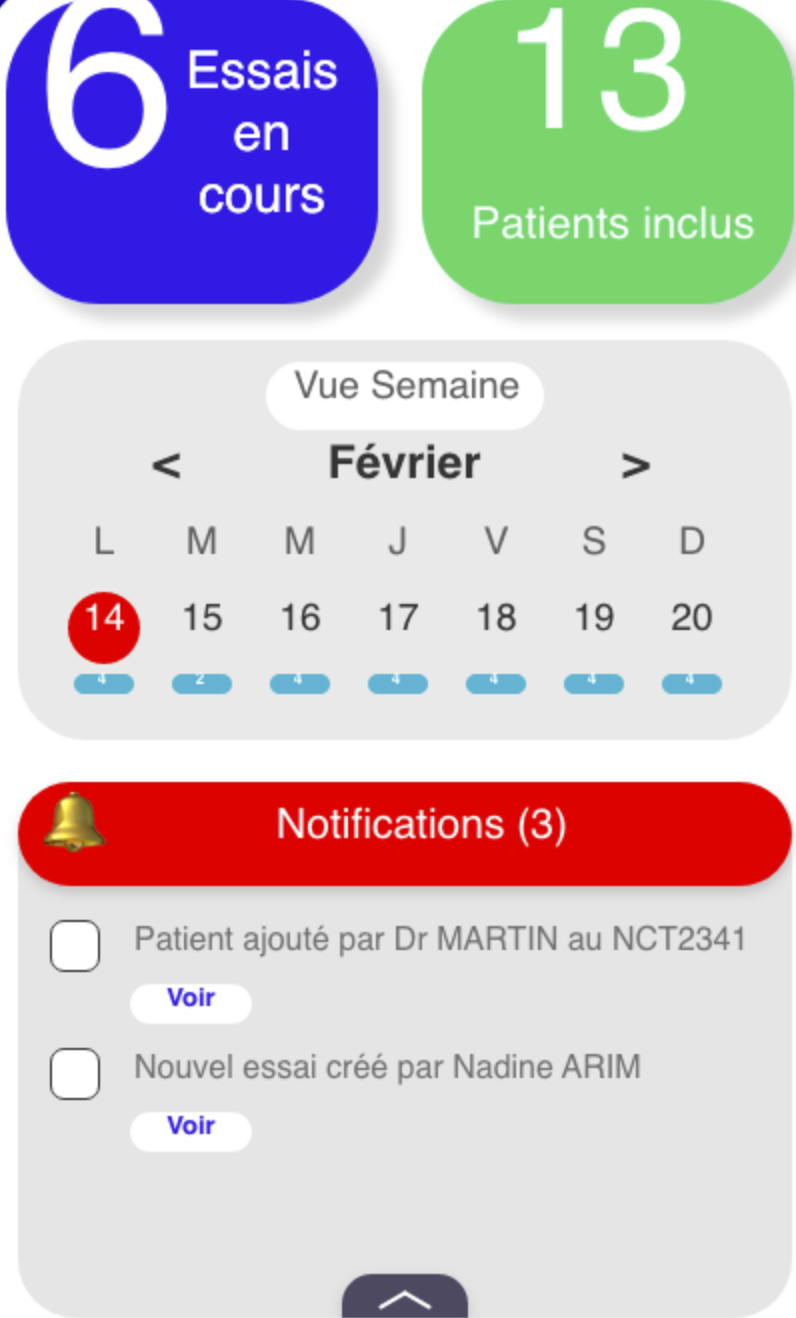 6
Essais
en
cours
13
Patients inclus
Vue Semaine
< Février >
L M M J V S D
14 15 16 17 18 19 20
4 2 4 4 4 4 4
Notifications (3)
Patient ajouté par Dr MARTIN au NCT2341
Voir
Nouvel essai créé par Nadine ARIM
Voir